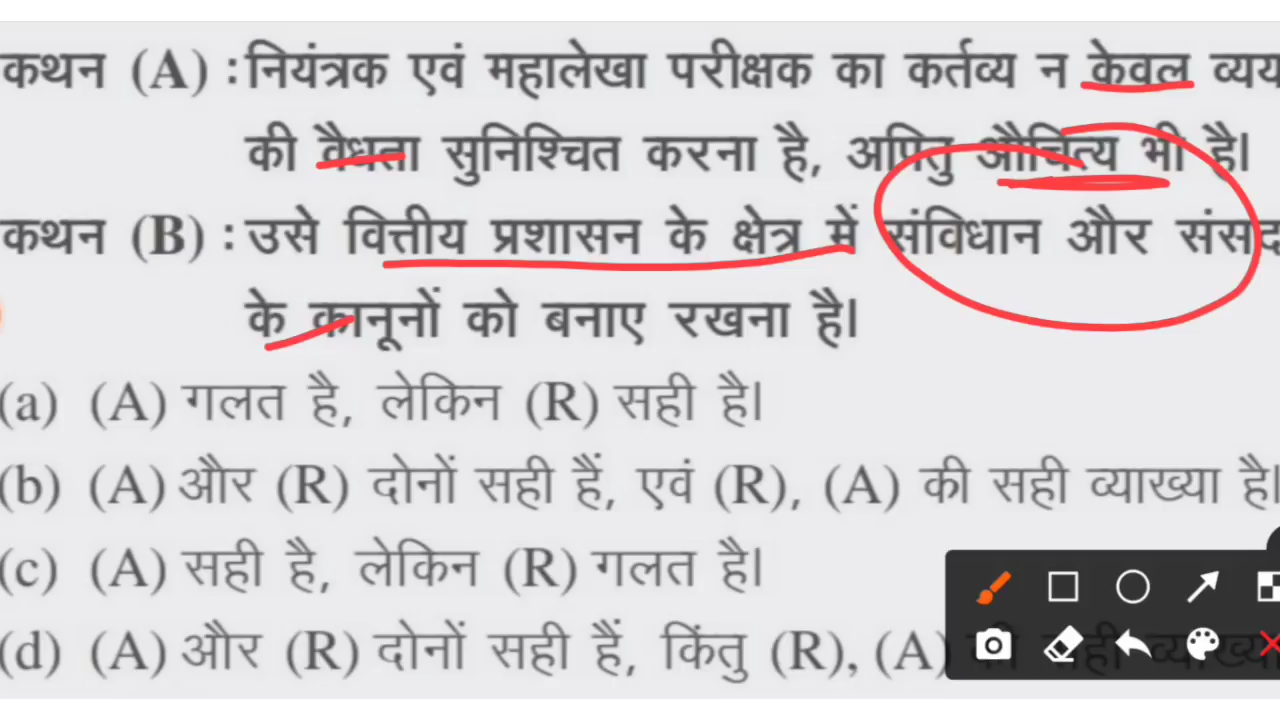 कथन (A) : नियंत्रक एवं महालेखा परीक्षक का कर्तव्य न केवल व्यय
की वैधता सुनिश्चित करना है, अपितु औचित्य भी है।
कथन (B) : उसे वित्तीय प्रशासन के क्षेत्र में संविधान और संसद
के कानूनों को बनाए रखना है।
(a) (A) गलत है, लेकिन (R) सही है।
(b) (A) और (R) दोनों सही हैं, एवं (R), (A) की सही व्याख्या है।
(c) (A) सही है, लेकिन (R) गलत है।
(d) (A) और (R) दोनों सही हैं, किंतु (R), (A)